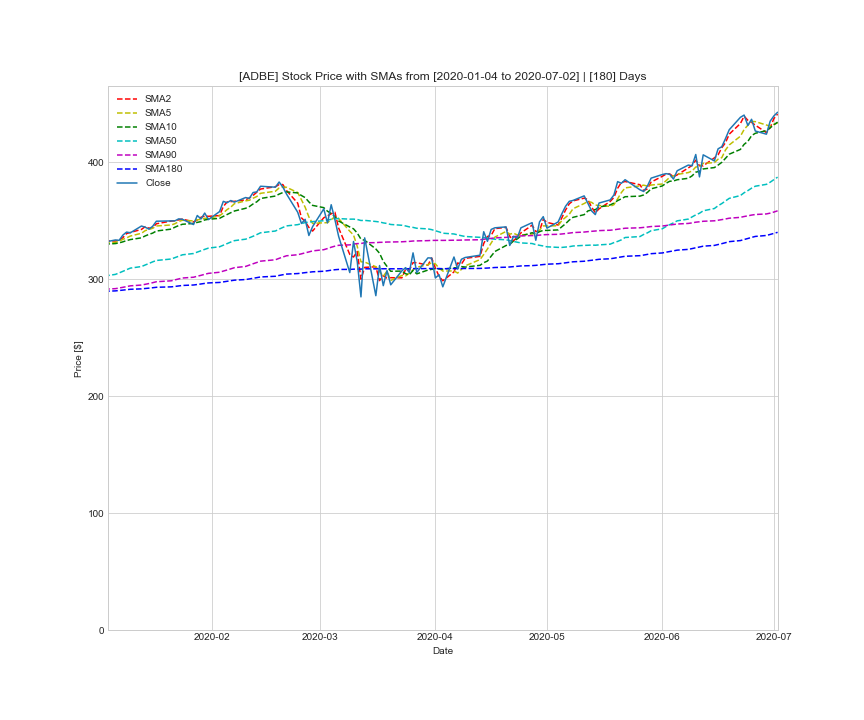 [ADBE] Stock Price with SMAs from [2020-01-04 to 2020-07-02] | [180] Days
SMA2
SMA5
SMA10
SMA50
SMA90
SMA180
Close
400
300
200
100
0
Price [$]
2020-02 2020-03 2020-04 2020-05 2020-06 2020-07
Date